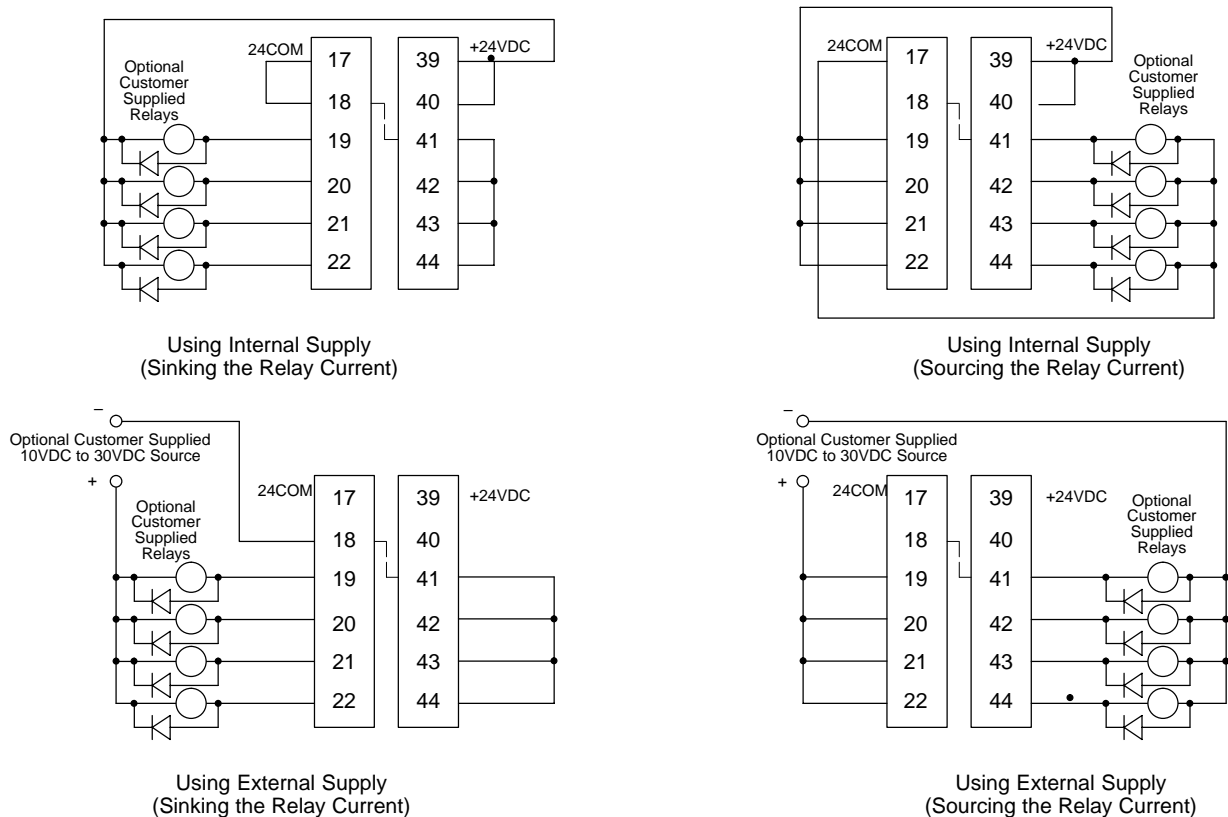 24COM
17
18
19
20
21
22
39
40
41
42
43
44
+24VDC
Optional
Customer
Supplied
Relays
Using Internal Supply
(Sinking the Relay Current)
24COM
17
18
19
20
21
22
39
40
41
42
43
44
+24VDC
Optional
Customer
Supplied
Relays
Using Internal Supply
(Sourcing the Relay Current)
–
Optional Customer Supplied
10VDC to 30VDC Source
+
24COM
17
18
19
20
21
22
39
40
41
42
43
44
+24VDC
Optional
Customer
Supplied
Relays
Using External Supply
(Sinking the Relay Current)
–
Optional Customer Supplied
10VDC to 30VDC Source
+
24COM
17
18
19
20
21
22
39
40
41
42
43
44
+24VDC
Optional
Customer
Supplied
Relays
Using External Supply
(Sourcing the Relay Current)